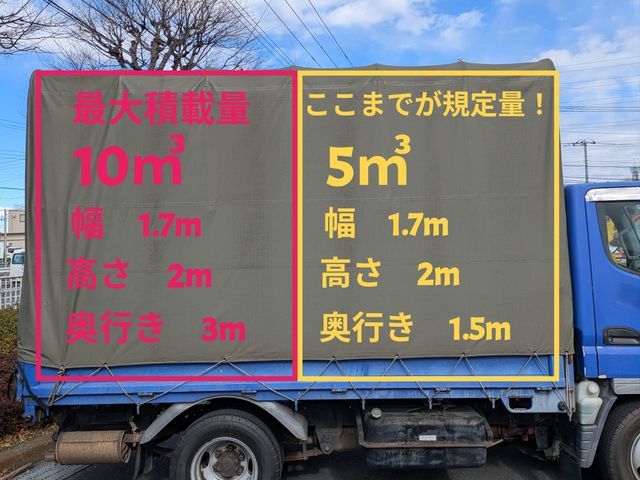 最大積載量
10m³
幅 1.7m
高さ 2m
奥行き 3m
ここまでが規定量！
5m³
幅 1.7m
高さ 2m
奥行き 1.5m